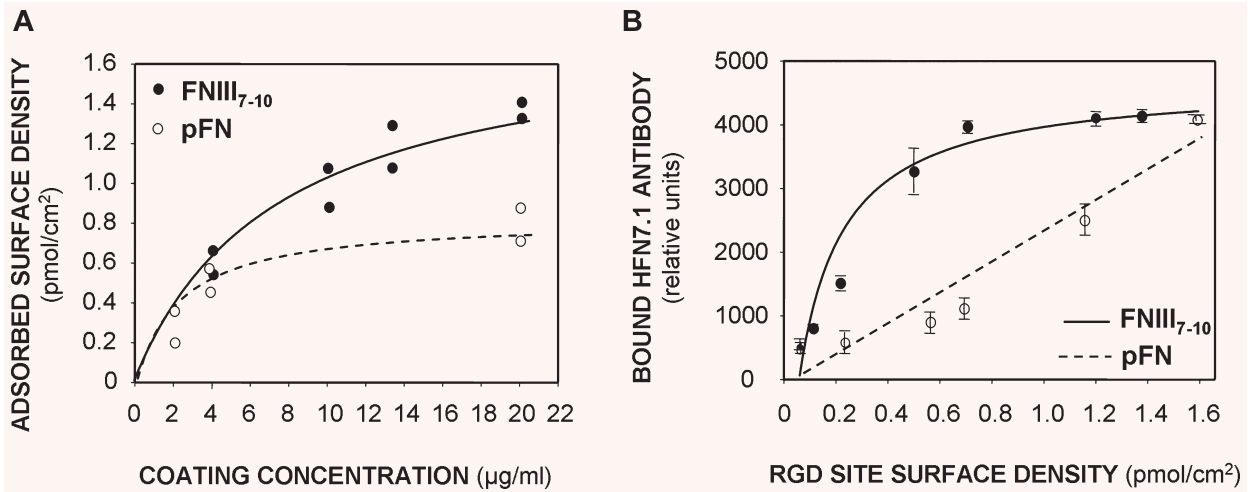 A
ADSORBED SURFACE DENSITY
(pmol/cm²)
1.6
1.4
1.2
1.0
0.8
0.6
0.4
0.2
0
FNIII₇₋₁₀
pFN
0 2 4 6 8 10 12 14 16 18 20 22
COATING CONCENTRATION (µg/ml)
B
BOUND HFN7.1 ANTIBODY
(relative units)
5000
4000
3000
2000
1000
0
FNIII₇₋₁₀
pFN
0 0.2 0.4 0.6 0.8 1.0 1.2 1.4 1.6
RGD SITE SURFACE DENSITY (pmol/cm²)